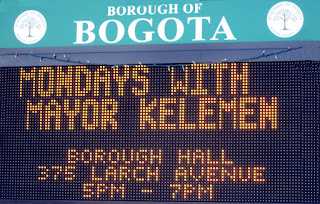 BOROUGH OF
BOGOTA
MONDAYS WITH
MAYOR KELEMEN
BOROUGH HALL
375 LARCH AVENUE
5PM - 7PM